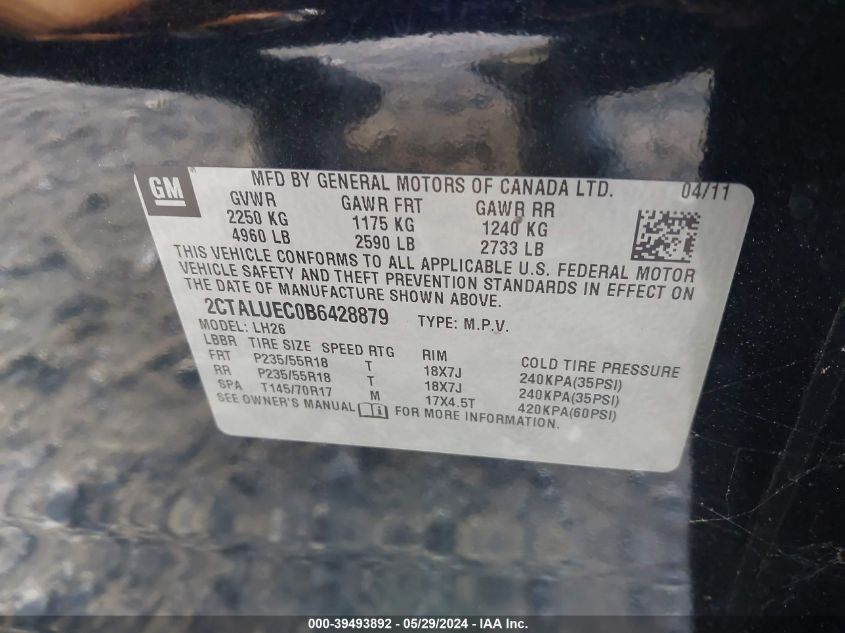 GM
MFD BY GENERAL MOTORS OF CANADA LTD. 04/11
GVWR GAWR FRT GAWR RR
2250 KG 1175 KG 1240 KG
4960 LB 2590 LB 2733 LB
THIS VEHICLE CONFORMS TO ALL APPLICABLE U.S. FEDERAL MOTOR
VEHICLE SAFETY AND THEFT PREVENTION STANDARDS IN EFFECT ON
THE DATE OF MANUFACTURE SHOWN ABOVE.
2CTALUEC0B6428879 TYPE: M.P.V.
MODEL: LH26
LBBR TIRE SIZE SPEED RTG RIM COLD TIRE PRESSURE
FRT P235/55R18 T 18X7J 240KPA(35PSI)
RR P235/55R18 T 18X7J 240KPA(35PSI)
SPA T145/70R17 M 17X4.5T 420KPA(60PSI)
SEE OWNER'S MANUAL FOR MORE INFORMATION.
000-39493892 - 05/29/2024 - IAA Inc.